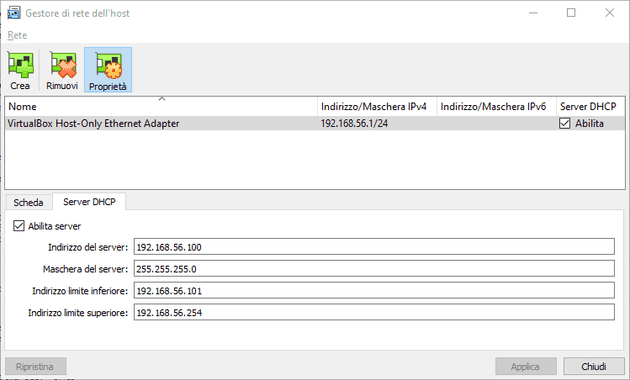 Gestore di rete dell'host
Rete
Crea Rimuovi Proprietà
Nome Indirizzo/Maschera IPv4 Indirizzo/Maschera IPv6 Server DHCP
VirtualBox Host-Only Ethernet Adapter 192.168.56.1/24 Abilita
Scheda Server DHCP
Abilita server
Indirizzo del server: 192.168.56.100
Maschera del server: 255.255.255.0
Indirizzo limite inferiore: 192.168.56.101
Indirizzo limite superiore: 192.168.56.254
Ripristina Applica Chiudi